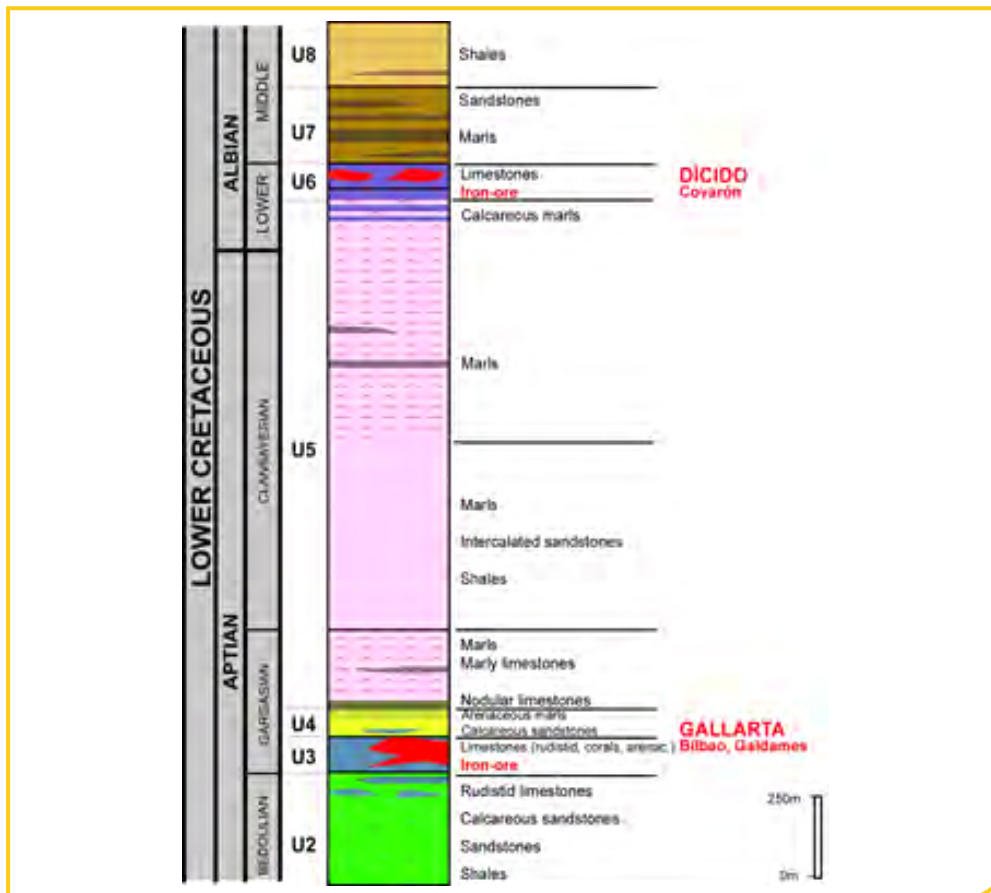 LOWER CRETACEOUS
ALBIAN
APTIAN
MIDDLE
LOWER
CLANSAYESIAN
GARGASIAN
BEDOULIAN
U8
U7
U6
U5
U4
U3
U2
Shales
Sandstones
Marls
Limestones
Iron-ore
Calcareous marls
Marls
Marls
Intercalated sandstones
Shales
Marls
Marly limestones
Nodular limestones
Arenaceous marls
Calcareous sandstones
Limestones (rudistid, corals, arenac.)
Iron-ore
Rudistid limestones
Calcareous sandstones
Sandstones
Shales
DÍCIDO
Covarón
GALLARTA
Bilbao, Galdames
250m
0m